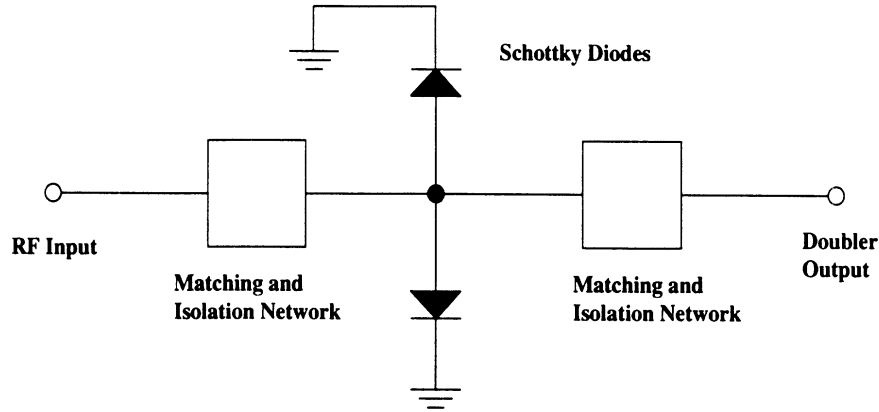 Schottky Diodes
RF Input
Matching and
Isolation Network
Matching and
Isolation Network
Doubler
Output